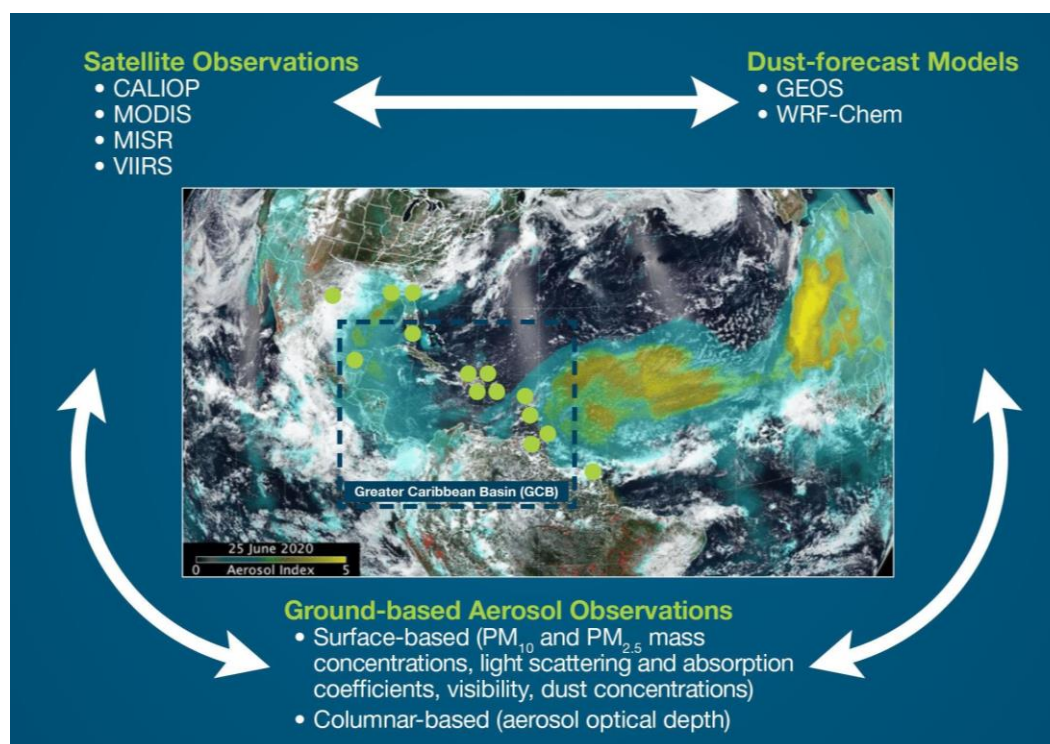 Satellite Observations
• CALIOP
• MODIS
• MISR
• VIIRS
Dust-forecast Models
• GEOS
• WRF-Chem
Greater Caribbean Basin (GCB)
25 June 2020
0 Aerosol Index 5
Ground-based Aerosol Observations
• Surface-based (PM₁₀ and PM₂.₅ mass
concentrations, light scattering and absorption
coefficients, visibility, dust concentrations)
• Columnar-based (aerosol optical depth)